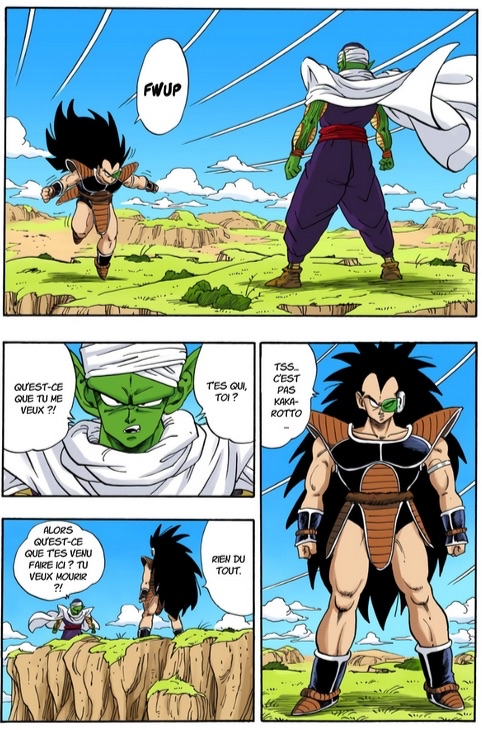 FWUP
TSS...
C'EST
PAS
KAKA-
ROTTO
...
T'ES QUI,
TOI ?
QU'EST-CE
QUE TU ME
VEUX ?!
RIEN DU
TOUT.
ALORS
QU'EST-CE
QUE T'ES VENU
FAIRE ICI ? TU
VEUX MOURIR
?!